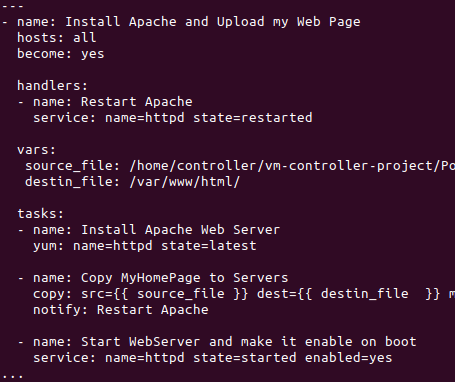 ---
- name: Install Apache and Upload my Web Page
  hosts: all
  become: yes

  handlers:
  - name: Restart Apache
    service: name=httpd state=restarted

  vars:
   source_file: /home/controller/vm-controller-project/Po
   destin_file: /var/www/html/

  tasks:
  - name: Install Apache Web Server
    yum: name=httpd state=latest

  - name: Copy MyHomePage to Servers
    copy: src={{ source_file }} dest={{ destin_file  }} m
    notify: Restart Apache

  - name: Start WebServer and make it enable on boot
    service: name=httpd state=started enabled=yes
...